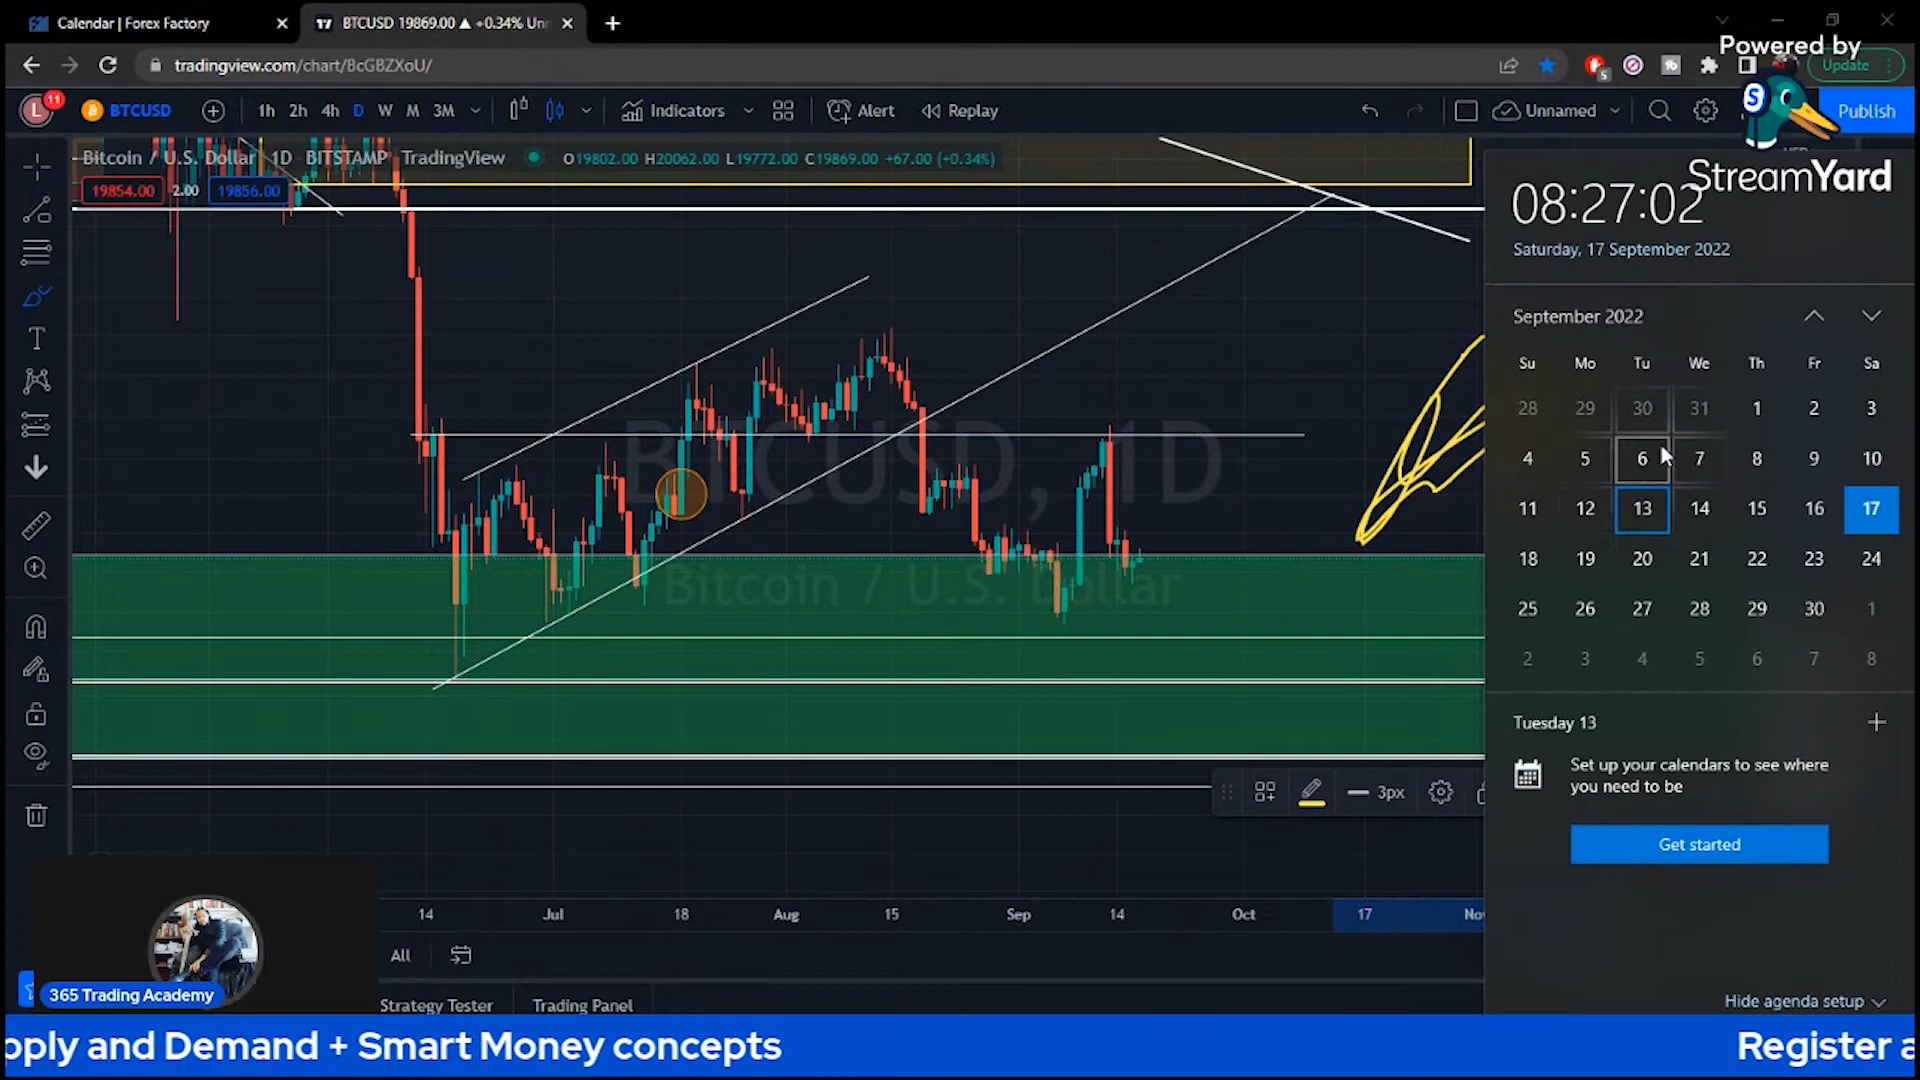 Calendar | Forex Factory
BTCUSD 19869.00 ▲ +0.34% Unn
tradingview.com/chart/BcGBZXoU/
5
Update
Powered by
StreamYard
L
11
BTCUSD
1h 2h 4h D W M 3M
Indicators
Alert
Replay
Unnamed
Publish
Bitcoin / U.S. Dollar 1D BITSTAMP TradingView
O19802.00 H20062.00 L19772.00 C19869.00 +67.00 (+0.34%)
19854.00 2.00 19856.00
BTCUSD, 1D
Bitcoin / U.S. Dollar
08:27:02
Saturday, 17 September 2022
September 2022
Su Mo Tu We Th Fr Sa
28 29 30 31 1 2 3
4 5 6 7 8 9 10
11 12 13 14 15 16 17
18 19 20 21 22 23 24
25 26 27 28 29 30 1
2 3 4 5 6 7 8
Tuesday 13
Set up your calendars to see where
you need to be
Get started
Hide agenda setup
3px
14 Jul 18 Aug 15 Sep 14 Oct 17 Nov
All
Strategy Tester
Trading Panel
365 Trading Academy
pply and Demand + Smart Money concepts
Register a